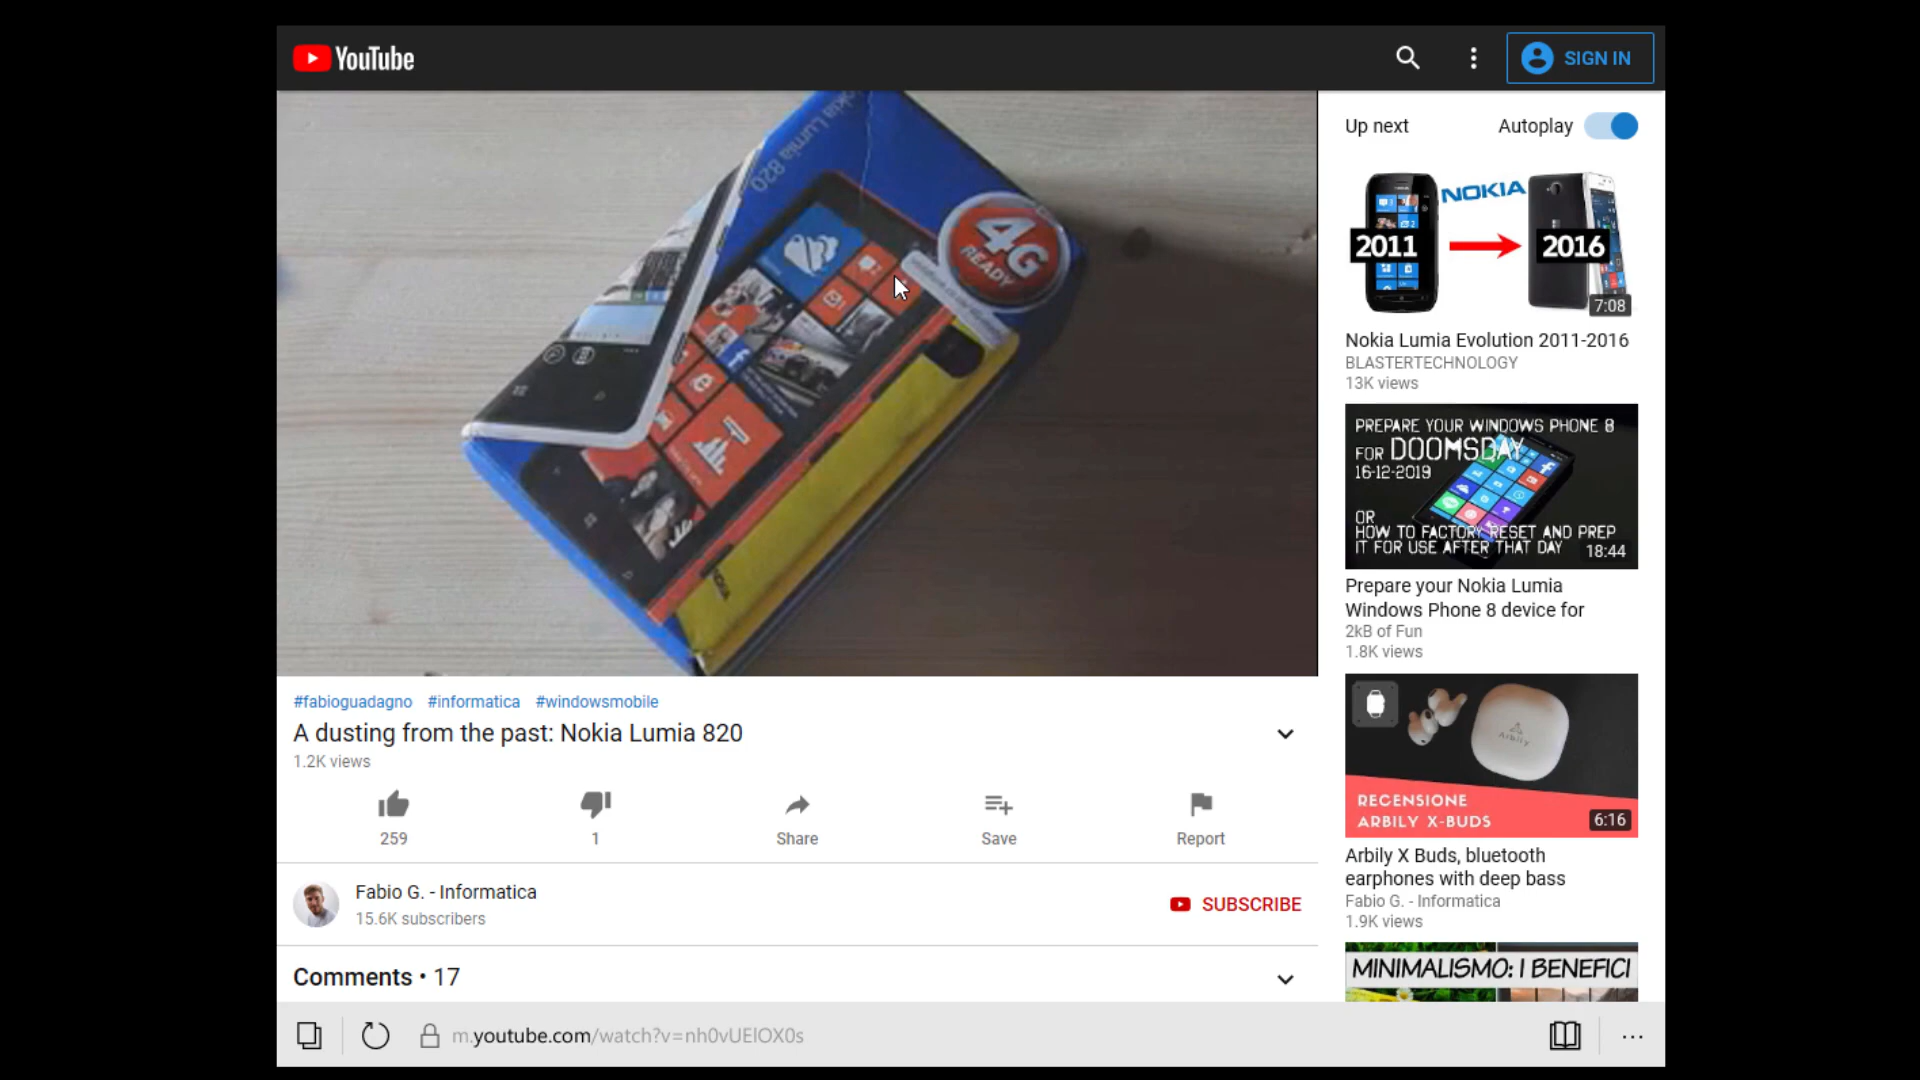 YouTube
SIGN IN
Nokia Lumia 820
4G
READY
NOKIA
Up next
Autoplay
NOKIA
2011
2016
7:08
Nokia Lumia Evolution 2011-2016
BLASTERTECHNOLOGY
13K views
PREPARE YOUR WINDOWS PHONE 8
FOR DOOMSDAY
16-12-2019
OR
HOW TO FACTORY RESET AND PREP
IT FOR USE AFTER THAT DAY
18:44
Prepare your Nokia Lumia
Windows Phone 8 device for
2kB of Fun
1.8K views
Arbily
RECENSIONE
ARBILY X-BUDS
6:16
Arbily X Buds, bluetooth
earphones with deep bass
Fabio G. - Informatica
1.9K views
MINIMALISMO: I BENEFICI
#fabioguadagno #informatica #windowsmobile
A dusting from the past: Nokia Lumia 820
1.2K views
259
1
Share
Save
Report
Fabio G. - Informatica
15.6K subscribers
SUBSCRIBE
Comments • 17
m.youtube.com/watch?v=nh0vUElOX0s